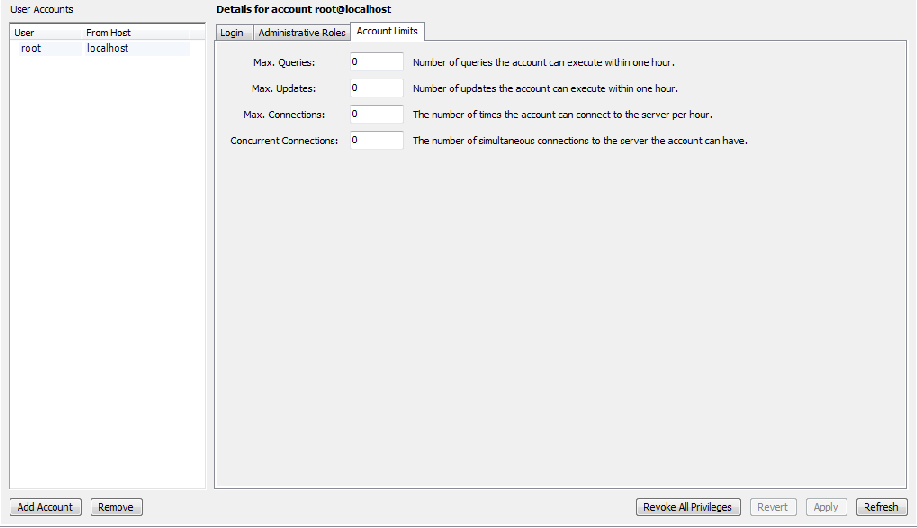 User Accounts
Details for account root@localhost
User From Host
root localhost
Login Administrative Roles Account Limits
Max. Queries: 0 Number of queries the account can execute within one hour.
Max. Updates: 0 Number of updates the account can execute within one hour.
Max. Connections: 0 The number of times the account can connect to the server per hour.
Concurrent Connections: 0 The number of simultaneous connections to the server the account can have.
Add Account Remove Revoke All Privileges Revert Apply Refresh